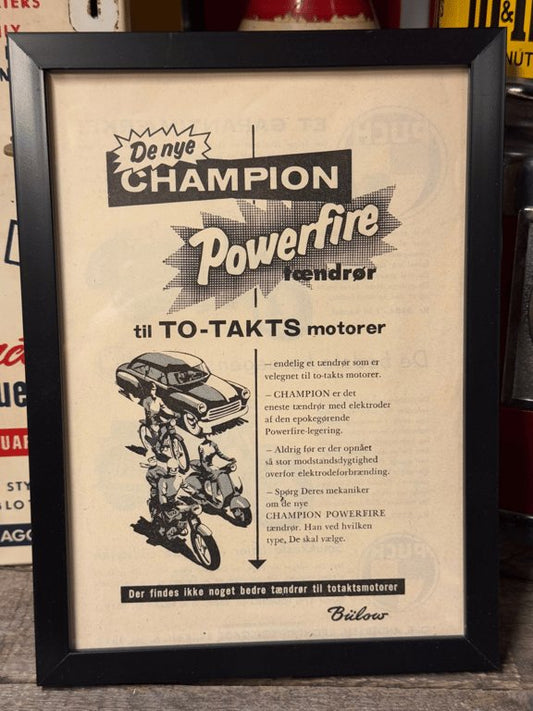 De nye
CHAMPION
Powerfire
tændrør
til TO-TAKTS motorer
– endelig et tændrør som er
velegnet til to-takts motorer.
– CHAMPION er det
eneste tændrør med elektroder
af den epokegørende
Powerfire-legering.
– Aldrig før er der opnået
så stor modstandsdygtighed
overfor elektrodeforbrænding.
– Spørg Deres mekaniker
om de nye
CHAMPION POWERFIRE
tændrør. Han ved hvilken
type, De skal vælge.
Der findes ikke noget bedre tændrør til totaktsmotorer
Bülow
PUCH
PUCH